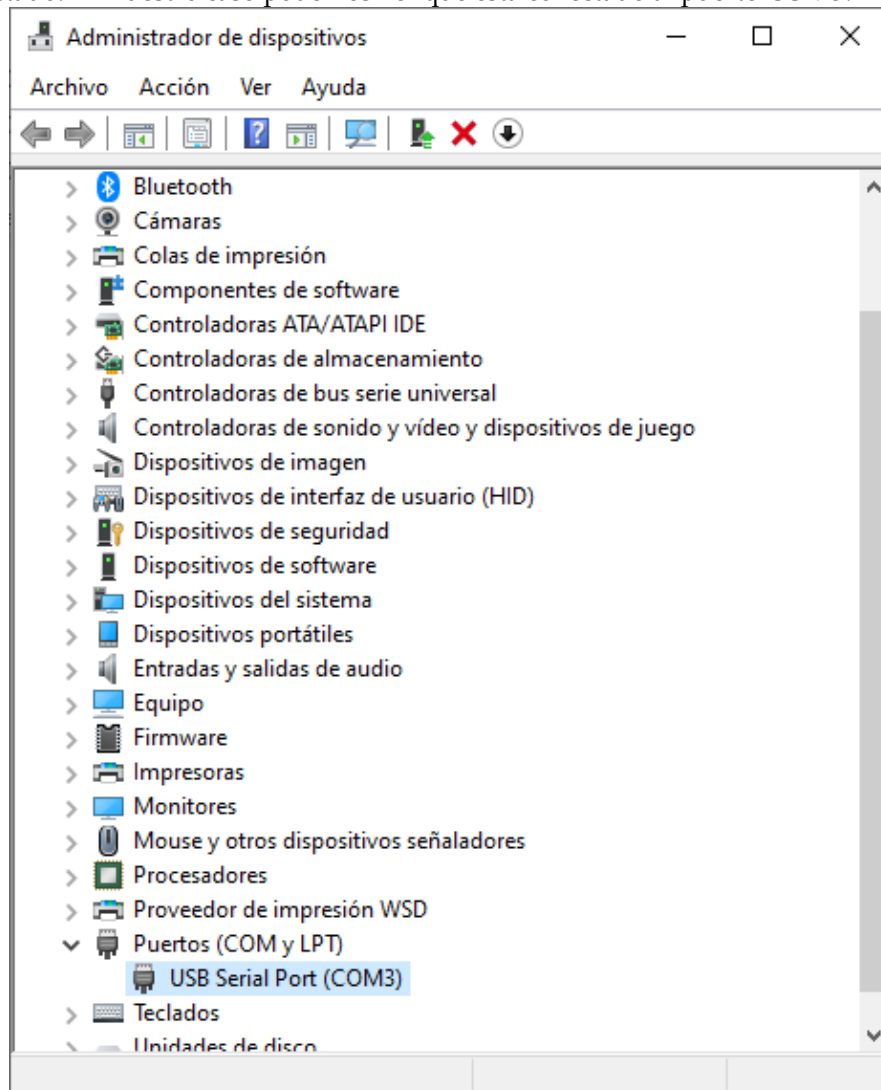 Administrador de dispositivos
Archivo Acción Ver Ayuda
Bluetooth
Cámaras
Colas de impresión
Componentes de software
Controladoras ATA/ATAPI IDE
Controladoras de almacenamiento
Controladoras de bus serie universal
Controladoras de sonido y vídeo y dispositivos de juego
Dispositivos de imagen
Dispositivos de interfaz de usuario (HID)
Dispositivos de seguridad
Dispositivos de software
Dispositivos del sistema
Dispositivos portátiles
Entradas y salidas de audio
Equipo
Firmware
Impresoras
Monitores
Mouse y otros dispositivos señaladores
Procesadores
Proveedor de impresión WSD
Puertos (COM y LPT)
USB Serial Port (COM3)
Teclados
Unidades de disco